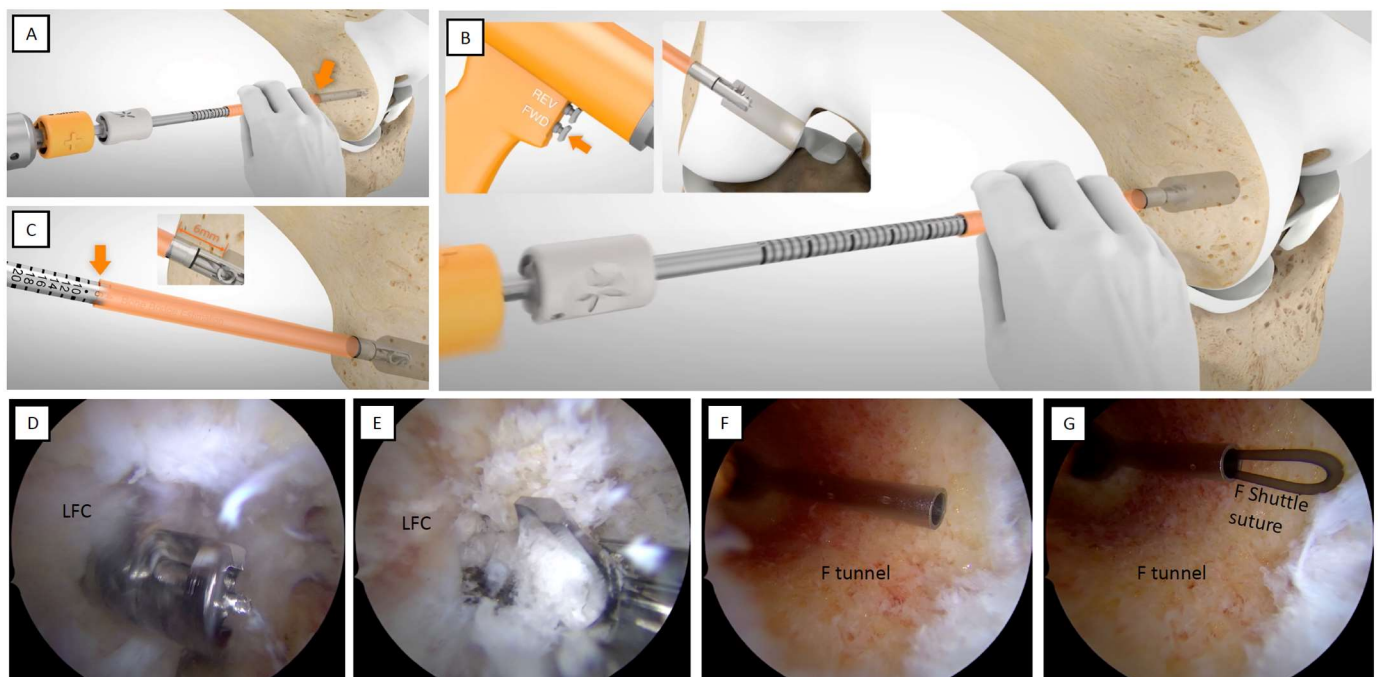 A
B
REV
FWD
C
6mm
20
18
16
14
12
10
D
LFC
E
LFC
F
F tunnel
G
F Shuttle
suture
F tunnel